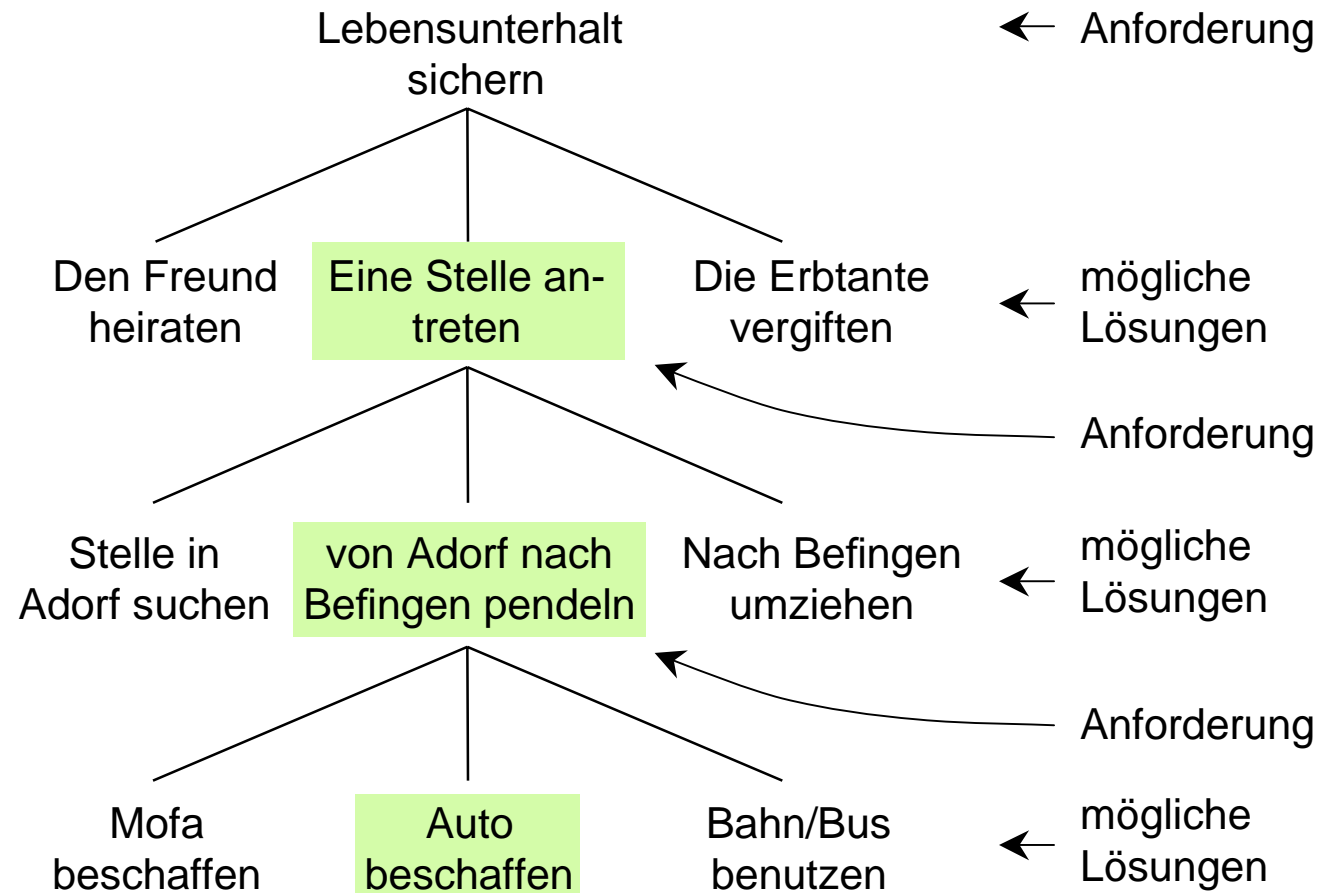 Lebensunterhalt
sichern
Anforderung
Den Freund
heiraten
Eine Stelle an-
treten
Die Erbtante
vergiften
mögliche
Lösungen
Anforderung
Stelle in
Adorf suchen
von Adorf nach
Befingen pendeln
Nach Befingen
umziehen
mögliche
Lösungen
Anforderung
Mofa
beschaffen
Auto
beschaffen
Bahn/Bus
benutzen
mögliche
Lösungen